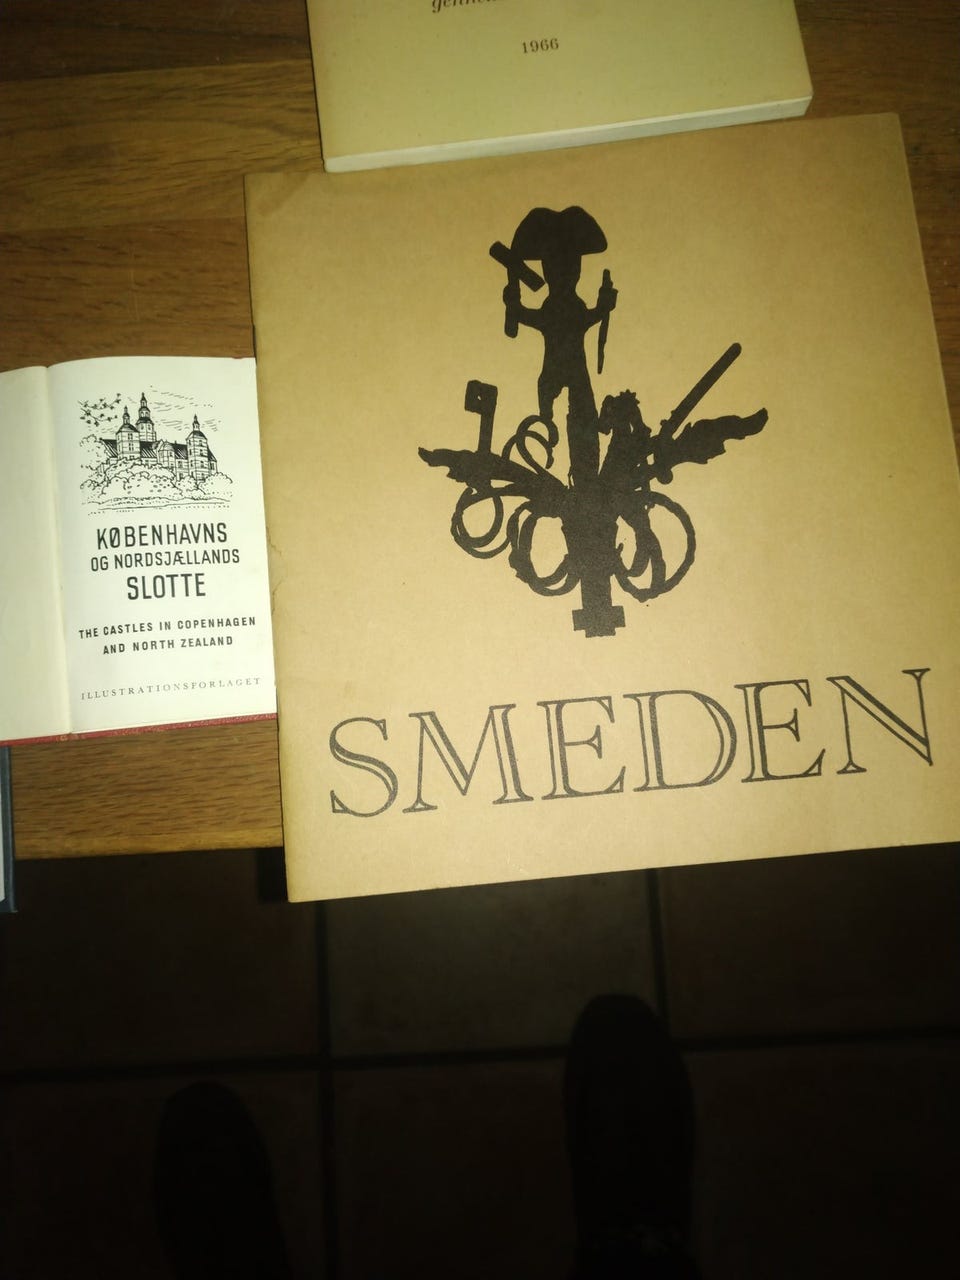 1966
KØBENHAVNS
OG NORDSJÆLLANDS
SLOTTE
THE CASTLES IN COPENHAGEN
AND NORTH ZEALAND
ILLUSTRATIONSFORLAGET
SMEDEN